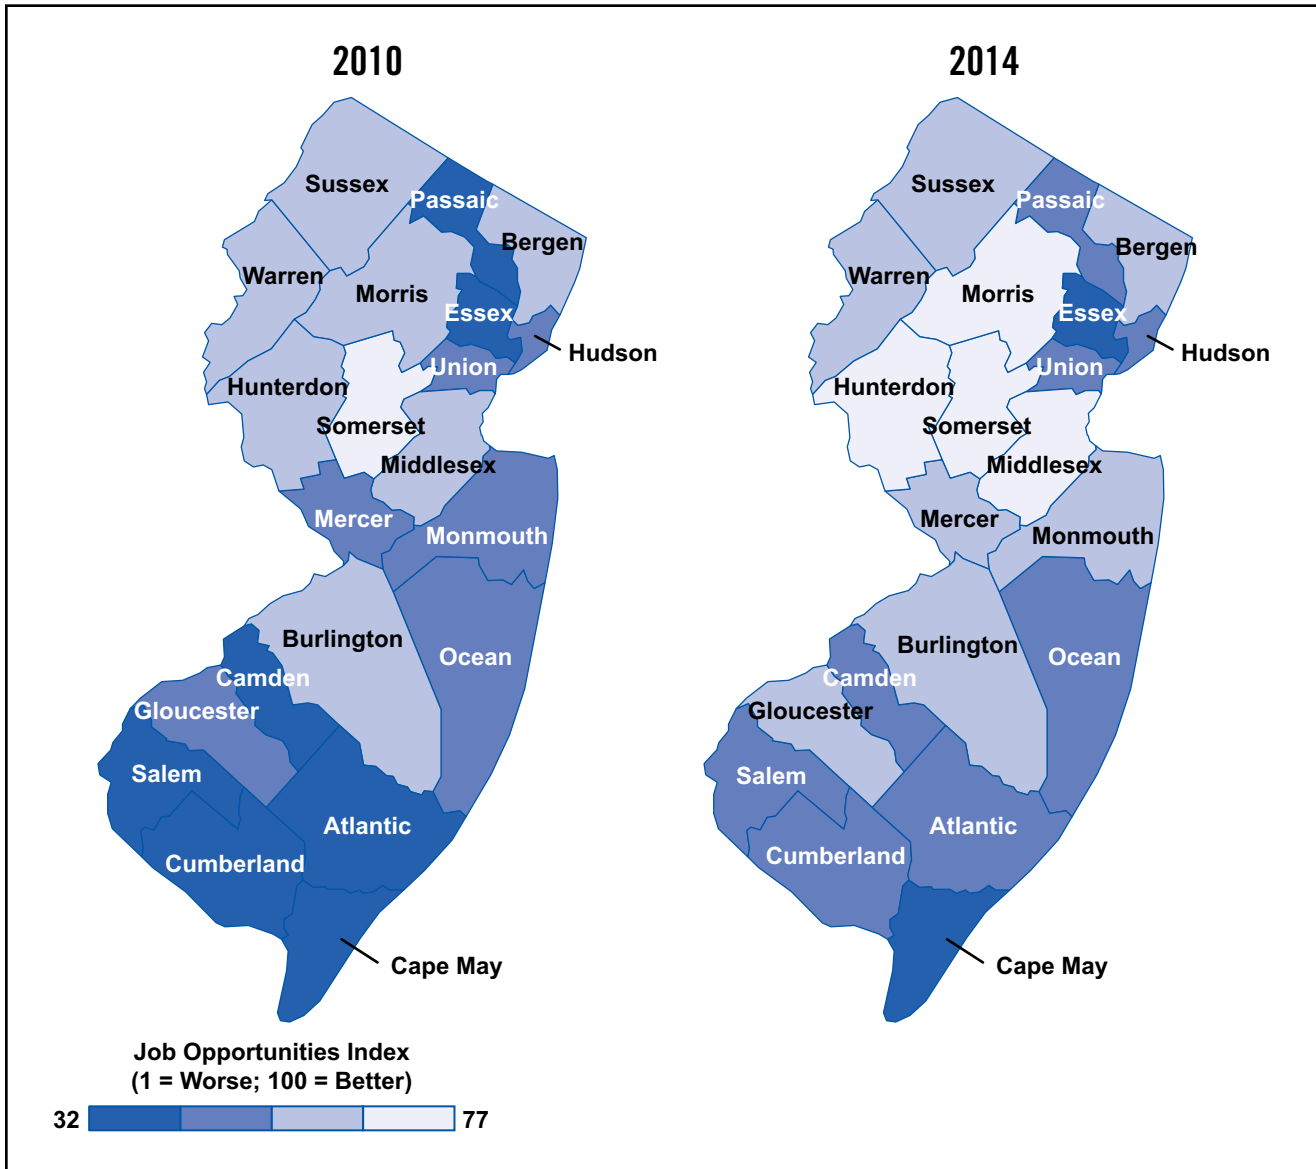 2010
Sussex
Passaic
Bergen
Warren
Morris
Essex
Hudson
Union
Hunterdon
Somerset
Middlesex
Mercer
Monmouth
Burlington
Ocean
Camden
Gloucester
Salem
Atlantic
Cumberland
Cape May
2014
Sussex
Passaic
Bergen
Warren
Morris
Essex
Hudson
Union
Hunterdon
Somerset
Middlesex
Mercer
Monmouth
Burlington
Ocean
Camden
Gloucester
Salem
Atlantic
Cumberland
Cape May
Job Opportunities Index
(1 = Worse; 100 = Better)
32 77